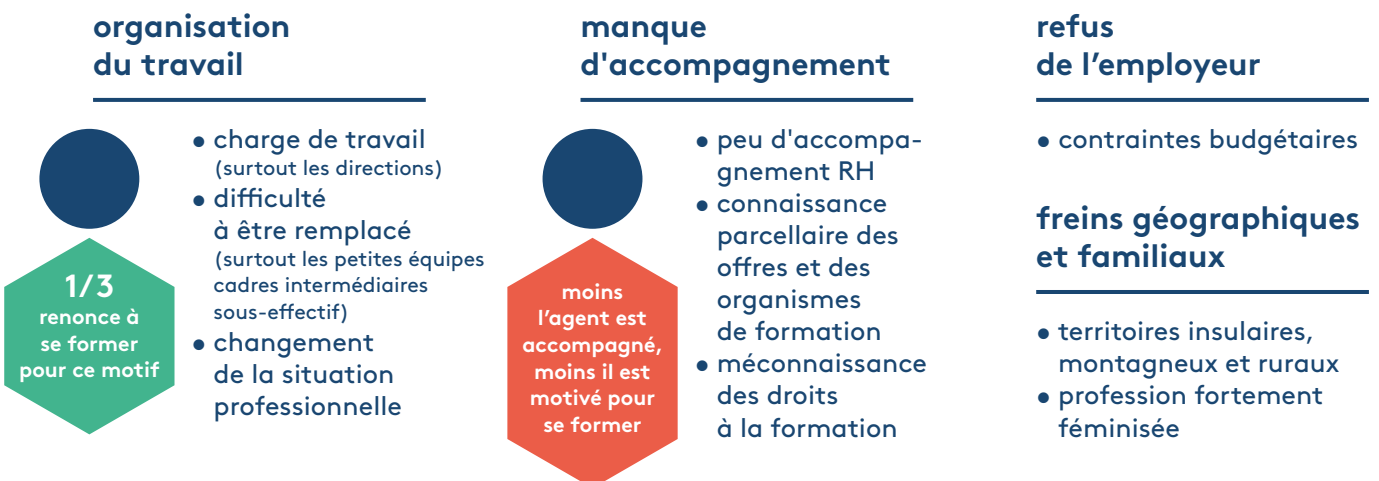 organisation
du travail
1/3
renonce à
se former
pour ce motif
• charge de travail
(surtout les directions)
• difficulté
à être remplacé
(surtout les petites équipes
cadres intermédiaires
sous-effectif)
• changement
de la situation
professionnelle
manque
d'accompagnement
moins
l’agent est
accompagné,
moins il est
motivé pour
se former
• peu d'accompa-
gnement RH
• connaissance
parcellaire des
offres et des
organismes
de formation
• méconnaissance
des droits
à la formation
refus
de l’employeur
• contraintes budgétaires
freins géographiques
et familiaux
• territoires insulaires,
montagneux et ruraux
• profession fortement
féminisée